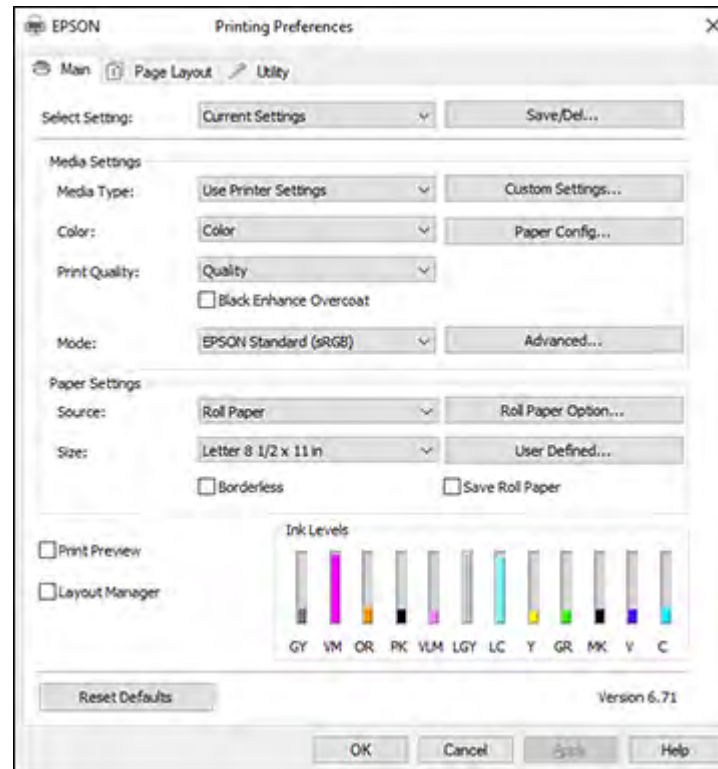 EPSON Printing Preferences
Main Page Layout Utility
Select Setting: Current Settings Save/Del...
Media Settings
Media Type: Use Printer Settings Custom Settings...
Color: Color Paper Config...
Print Quality: Quality
Black Enhance Overcoat
Mode: EPSON Standard (sRGB) Advanced...
Paper Settings
Source: Roll Paper Roll Paper Option...
Size: Letter 8 1/2 x 11 in User Defined...
Borderless Save Roll Paper
Print Preview
Layout Manager
Ink Levels
GY VM OR PK VLM LGY LC Y GR MK V C
Reset Defaults Version 6.71
OK Cancel Apply Help